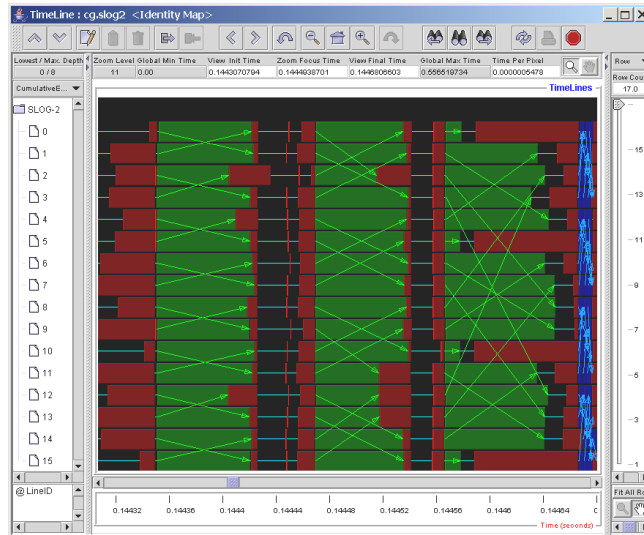 TimeLine : cg.slog2 <Identity Map>
Lowest / Max. Depth
0 / 8
Zoom Level Global Min Time View Init Time Zoom Focus Time View Final Time Global Max Time Time Per Pixel
11 0.00 0.1443070794 0.1444938701 0.1446806603 0.556519734 0.0000005478
Row
Row Cou
17.0
CumulativeE...
TimeLines
SLOG-2
0
1
2
3
4
5
6
7
8
9
10
11
12
13
14
15
15
13
11
9
7
5
3
1
@ LineID
Fit All Ro
0.14432 0.14436 0.1444 0.14444 0.14448 0.14452 0.14456 0.1446 0.14464 0
Time (seconds)